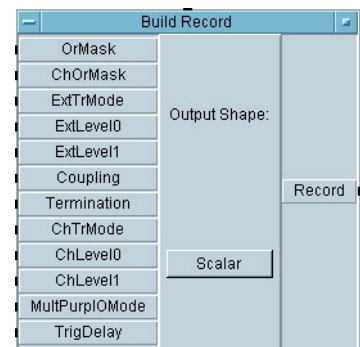 Build Record
OrMask
ChOrMask
ExtTrMode
ExtLevel0
ExtLevel1
Coupling
Termination
ChTrMode
ChLevel0
ChLevel1
MultPurpIOMode
TrigDelay
Output Shape:
Scalar
Record